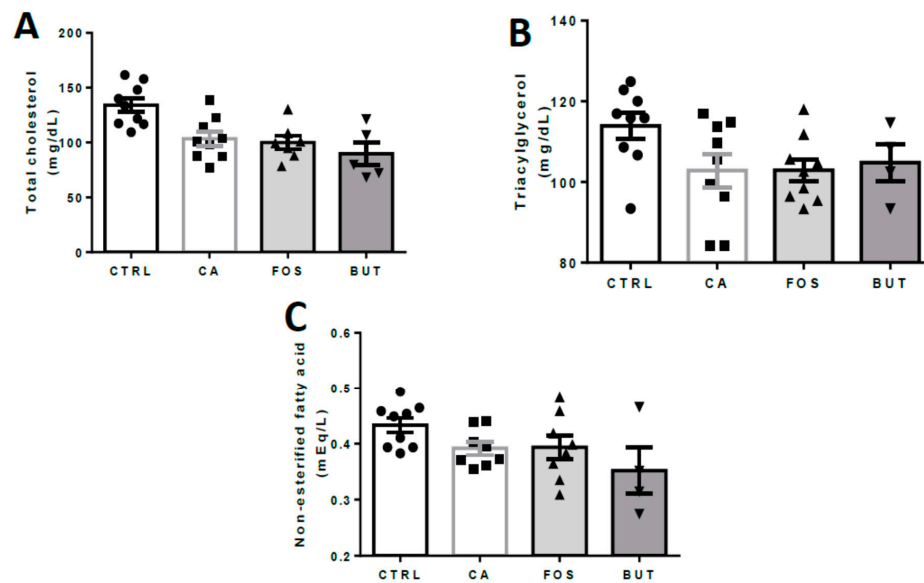 A
Total cholesterol
(mg/dL)
200
150
100
50
0
CTRL CA FOS BUT
B
Triacylglycerol
(mg/dL)
140
120
100
80
CTRL CA FOS BUT
C
Non-esterified fatty acid
(mEq/L)
0.6
0.5
0.4
0.3
0.2
CTRL CA FOS BUT